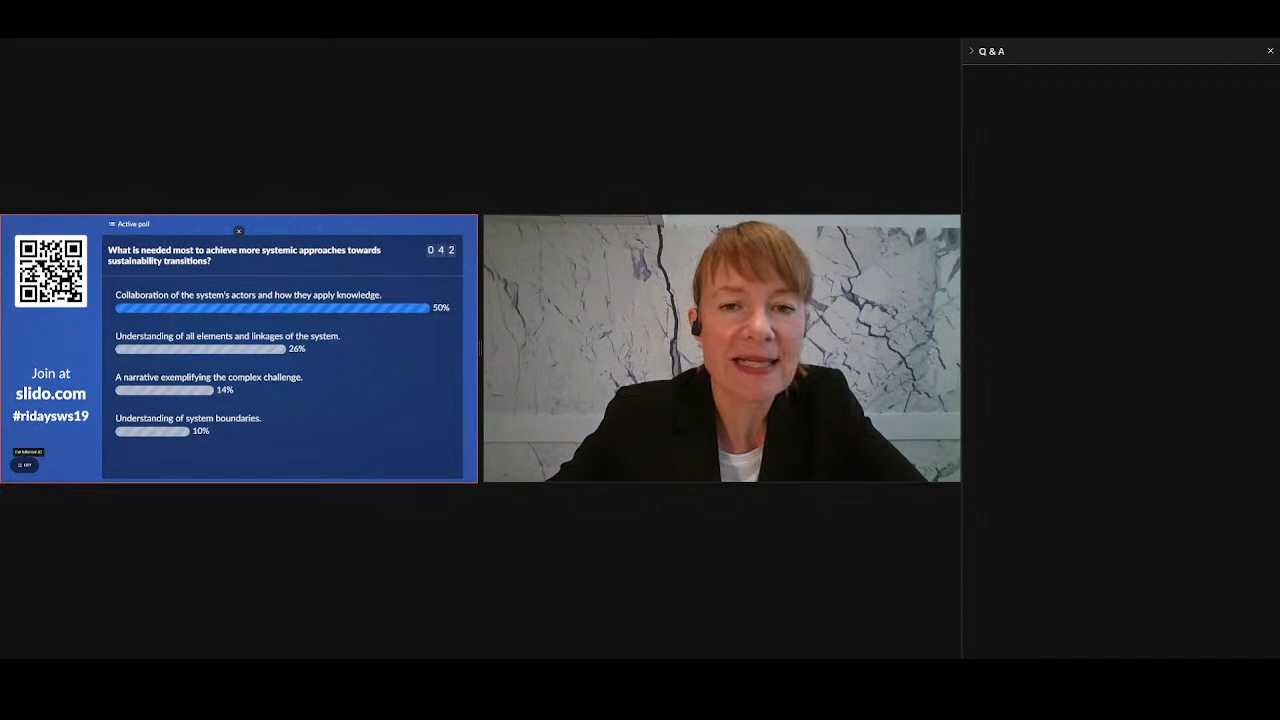 Active poll
What is needed most to achieve more systemic approaches towards
sustainability transitions?
0 4 2
Collaboration of the system's actors and how they apply knowledge.
50%
Understanding of all elements and linkages of the system.
26%
A narrative exemplifying the complex challenge.
14%
Understanding of system boundaries.
10%
Join at
slido.com
#ridaysws19
Q & A